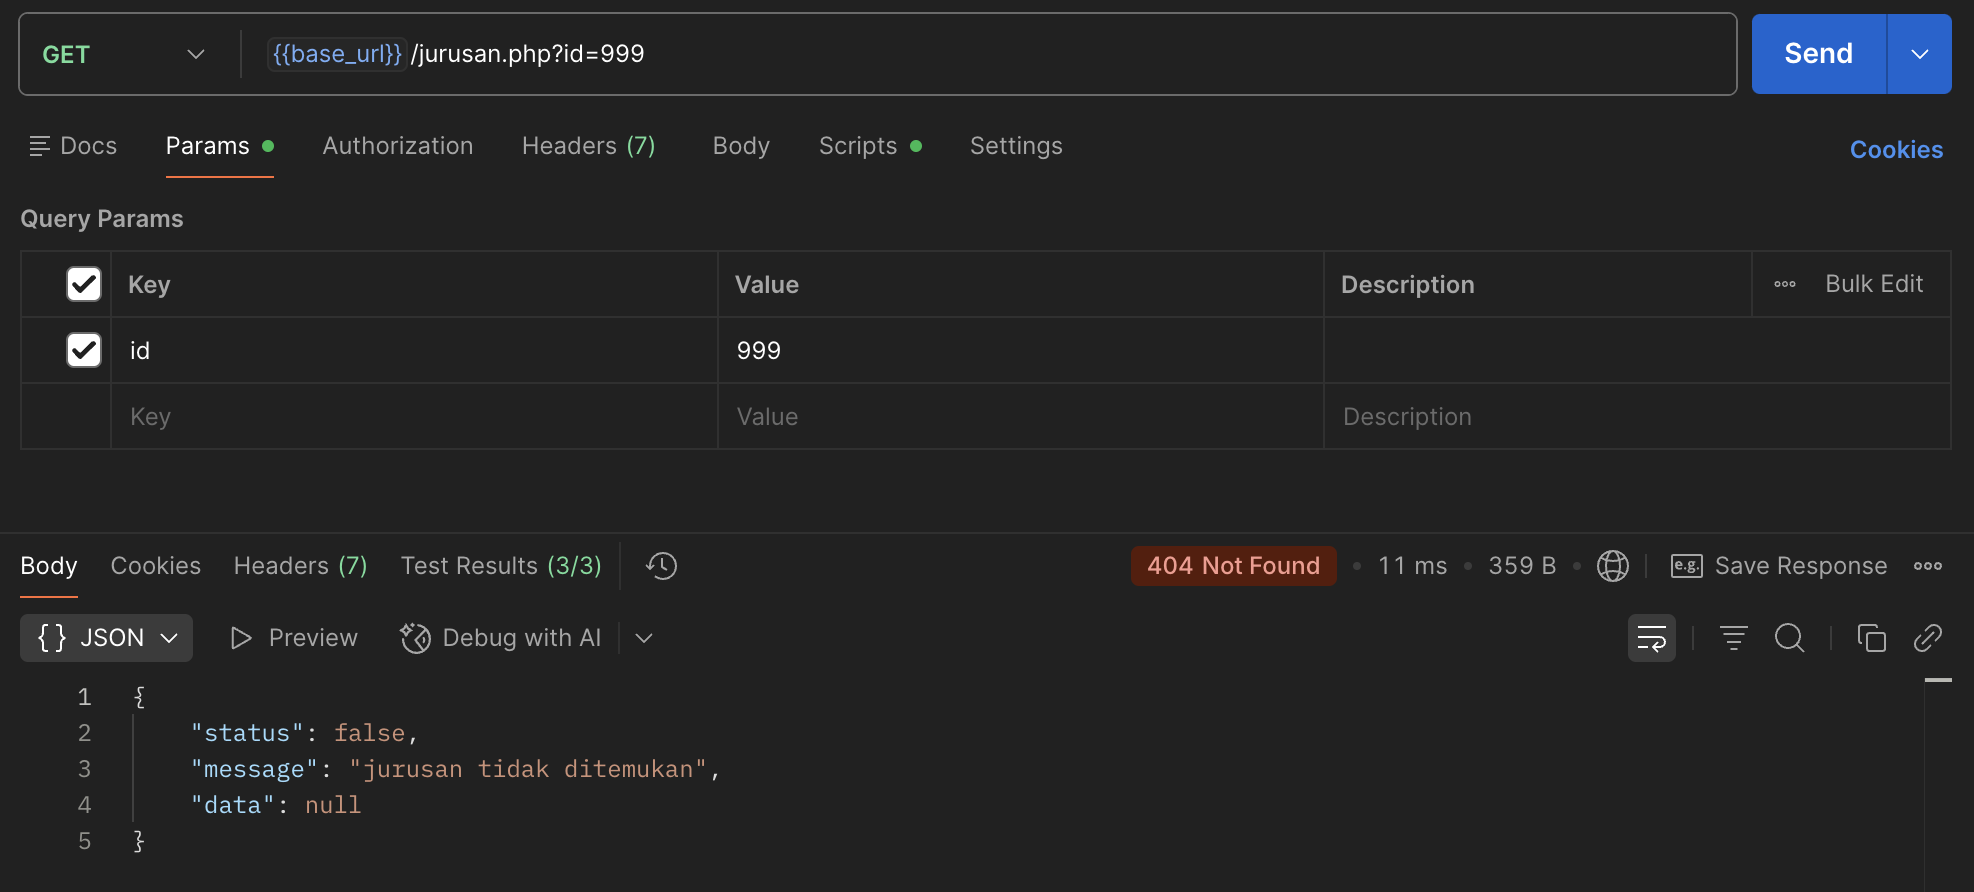 GET {{base_url}}/jurusan.php?id=999 Send
Docs Params Authorization Headers (7) Body Scripts Settings Cookies
Query Params
Key Value Description Bulk Edit
id 999
Key Value Description
Body Cookies Headers (7) Test Results (3/3) 404 Not Found • 11 ms • 359 B • e.g. Save Response
{} JSON Preview Debug with AI
1 {
2 "status": false,
3 "message": "jurusan tidak ditemukan",
4 "data": null
5 }